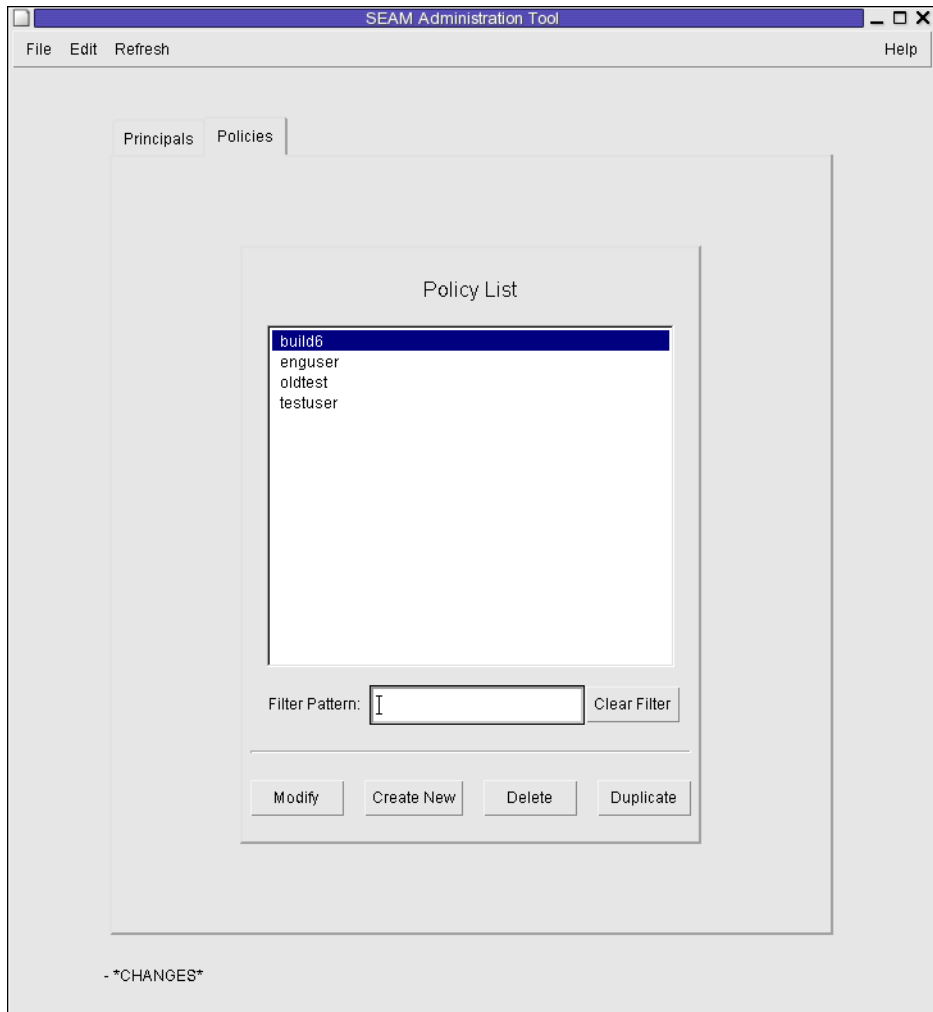 SEAM Administration Tool
File Edit Refresh Help
Principals Policies
Policy List
build6
enguser
oldtest
testuser
Filter Pattern: Clear Filter
Modify Create New Delete Duplicate
- *CHANGES*